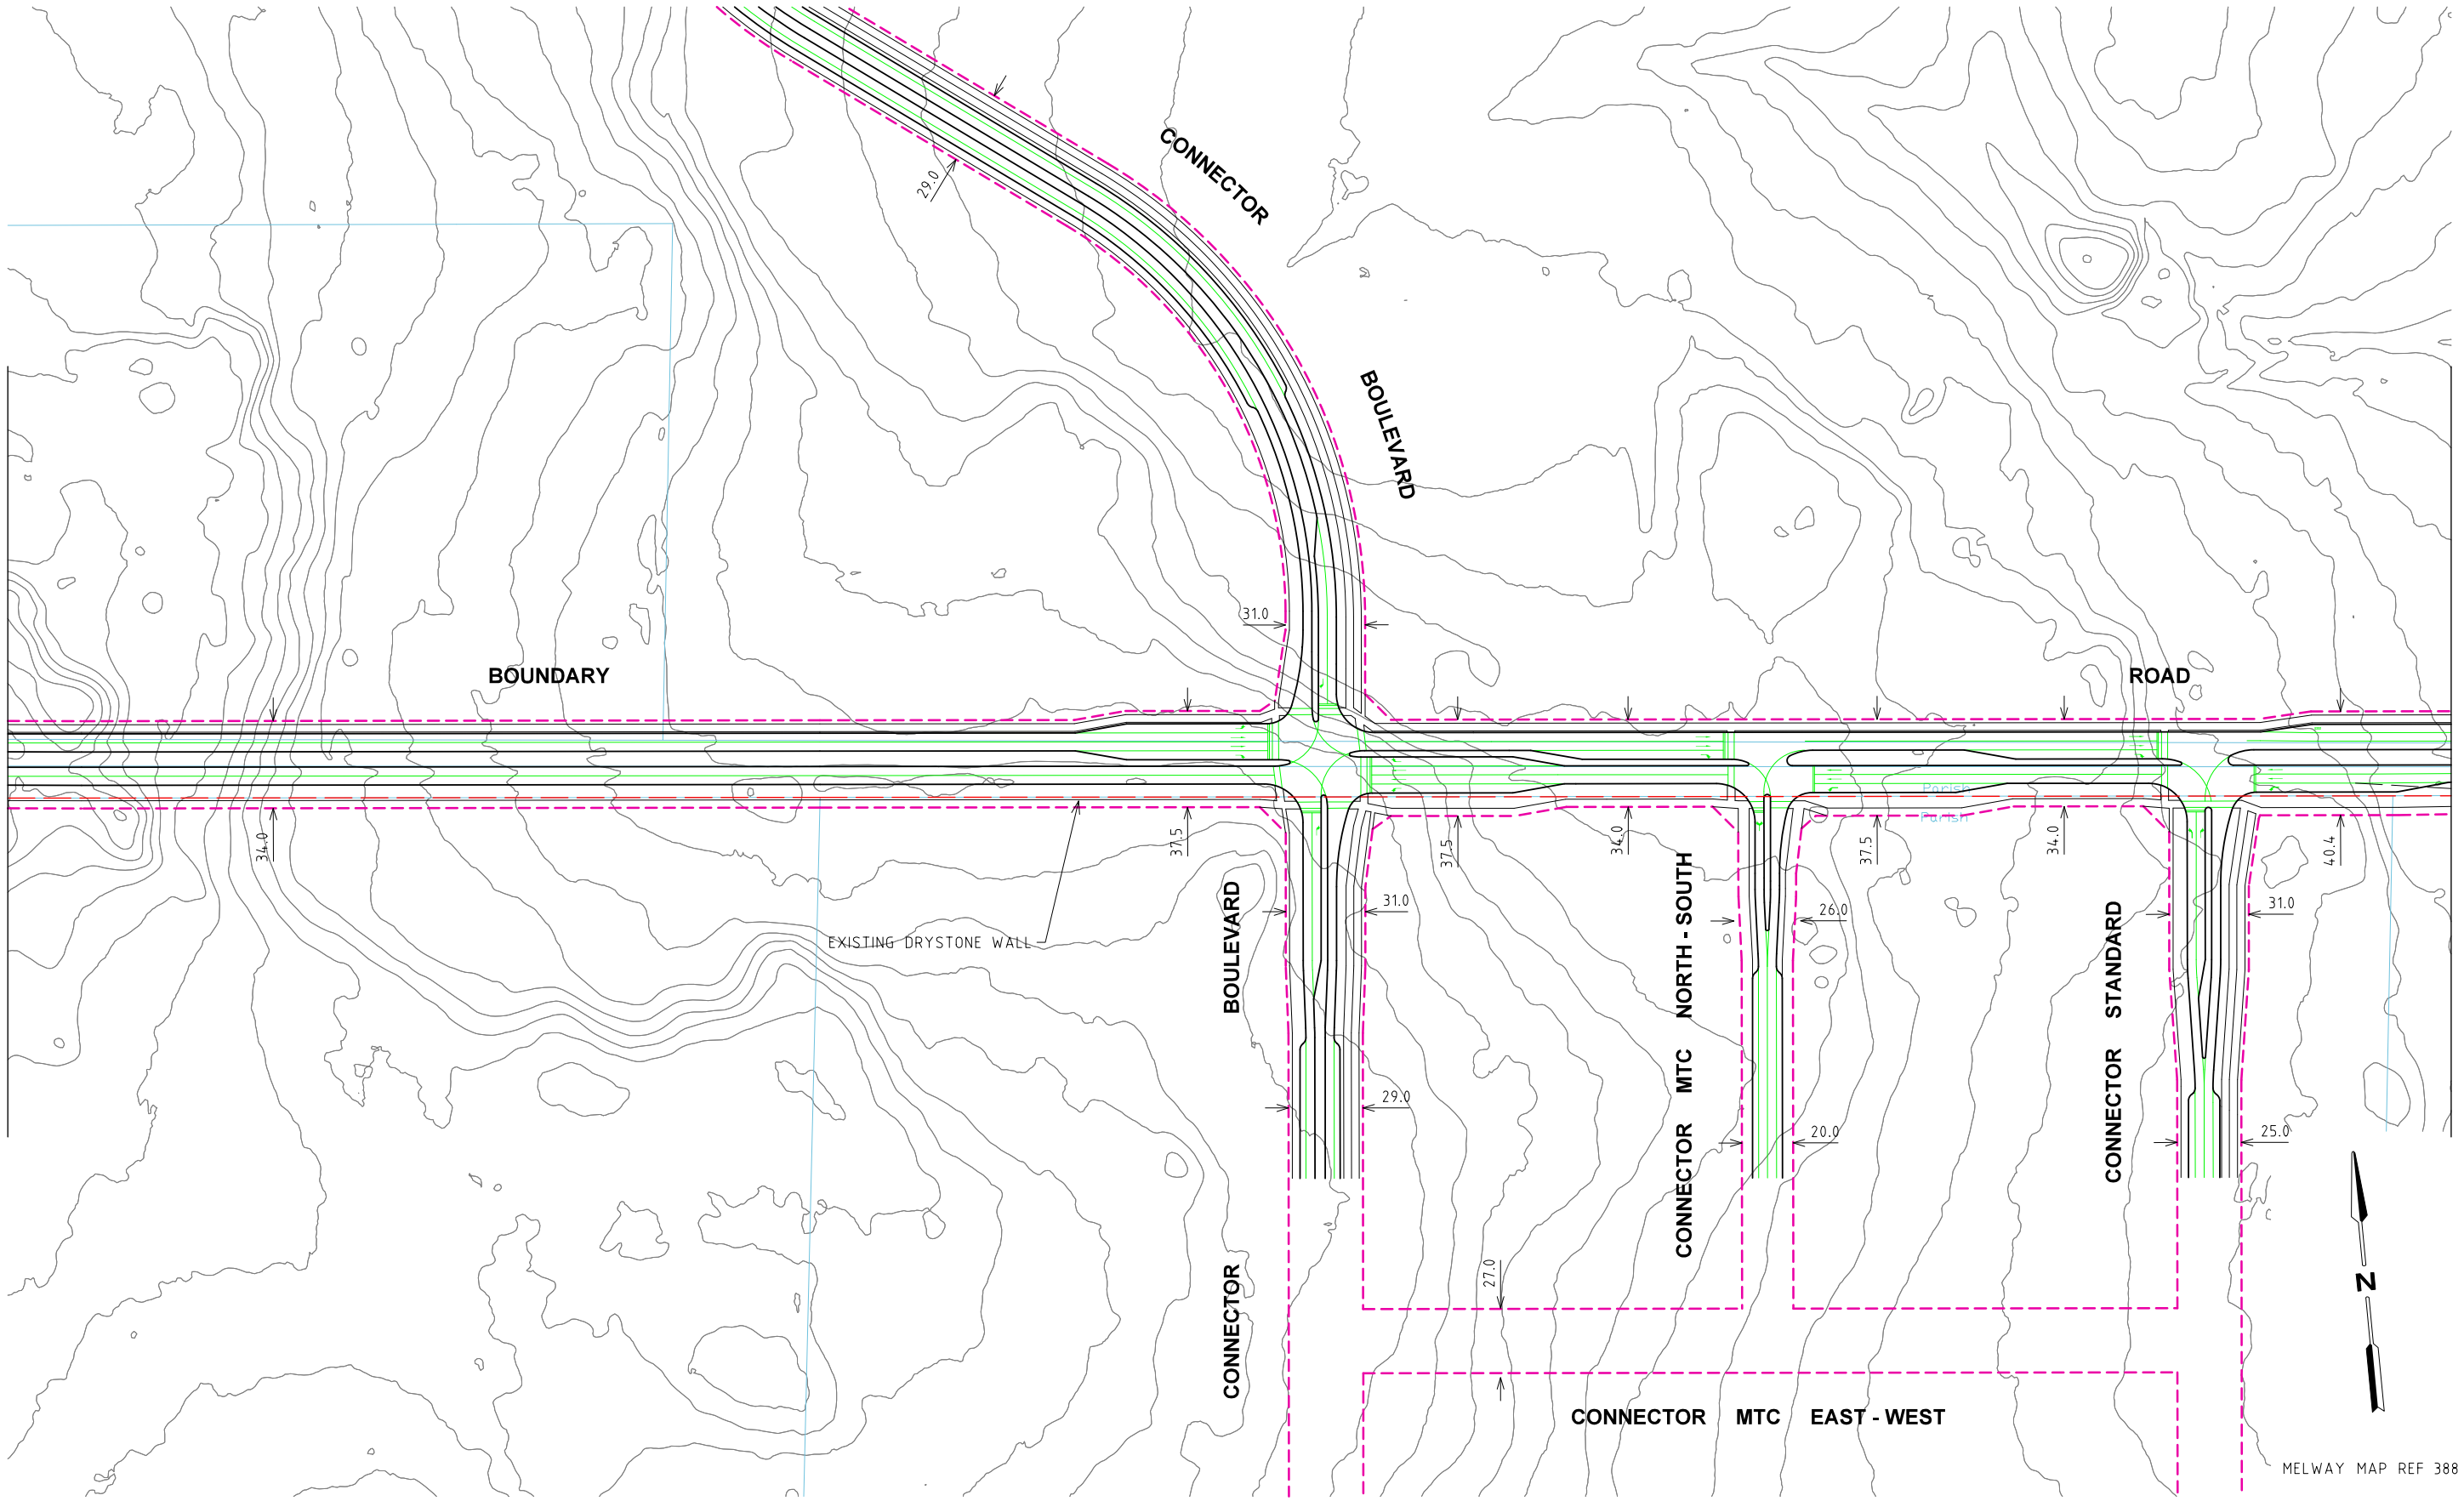 CONNECTOR
29.0
BOULEVARD
31.0
BOUNDARY
ROAD
Parish
Parish
34.0
37.5
37.5
34.0
37.5
34.0
40.4
EXISTING DRYSTONE WALL
BOULEVARD
31.0
CONNECTOR MTC NORTH - SOUTH
26.0
CONNECTOR STANDARD
31.0
29.0
20.0
25.0
CONNECTOR
27.0
N
CONNECTOR MTC EAST - WEST
MELWAY MAP REF 388